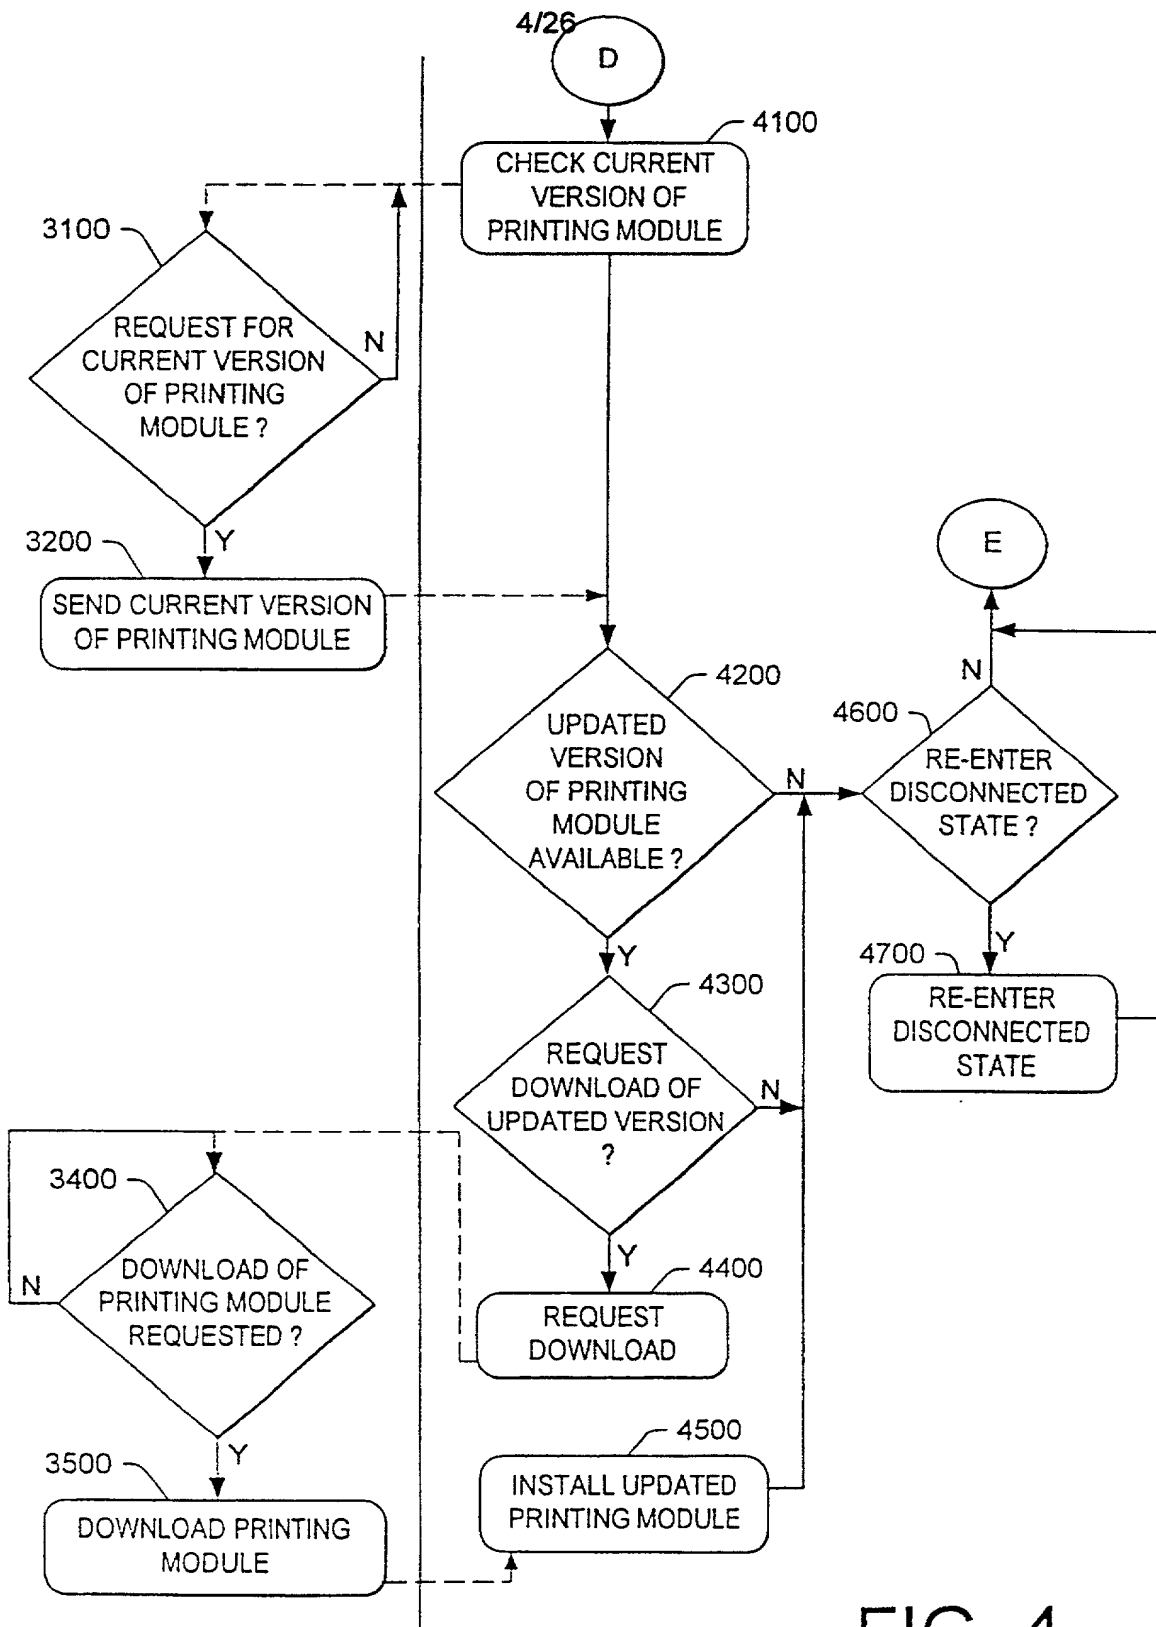 4/26
D
4100
CHECK CURRENT
VERSION OF
PRINTING MODULE
3100
REQUEST FOR
CURRENT VERSION
OF PRINTING
MODULE ?
N
Y
3200
SEND CURRENT VERSION
OF PRINTING MODULE
E
N
4200
UPDATED
VERSION
OF PRINTING
MODULE
AVAILABLE ?
N
Y
4600
RE-ENTER
DISCONNECTED
STATE ?
Y
4700
RE-ENTER
DISCONNECTED
STATE
4300
REQUEST
DOWNLOAD OF
UPDATED VERSION
?
N
Y
3400
DOWNLOAD OF
PRINTING MODULE
REQUESTED ?
N
Y
4400
REQUEST
DOWNLOAD
4500
INSTALL UPDATED
PRINTING MODULE
3500
DOWNLOAD PRINTING
MODULE
FIG. 4